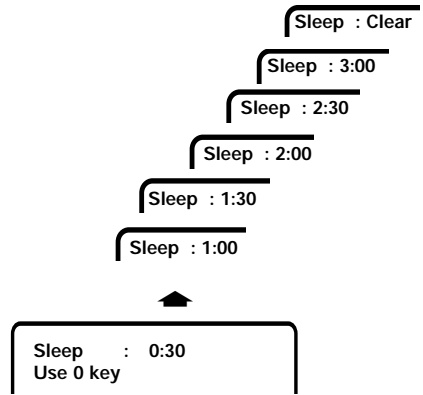 Sleep : Clear
Sleep : 3:00
Sleep : 2:30
Sleep : 2:00
Sleep : 1:30
Sleep : 1:00
Sleep : 0:30
Use 0 key